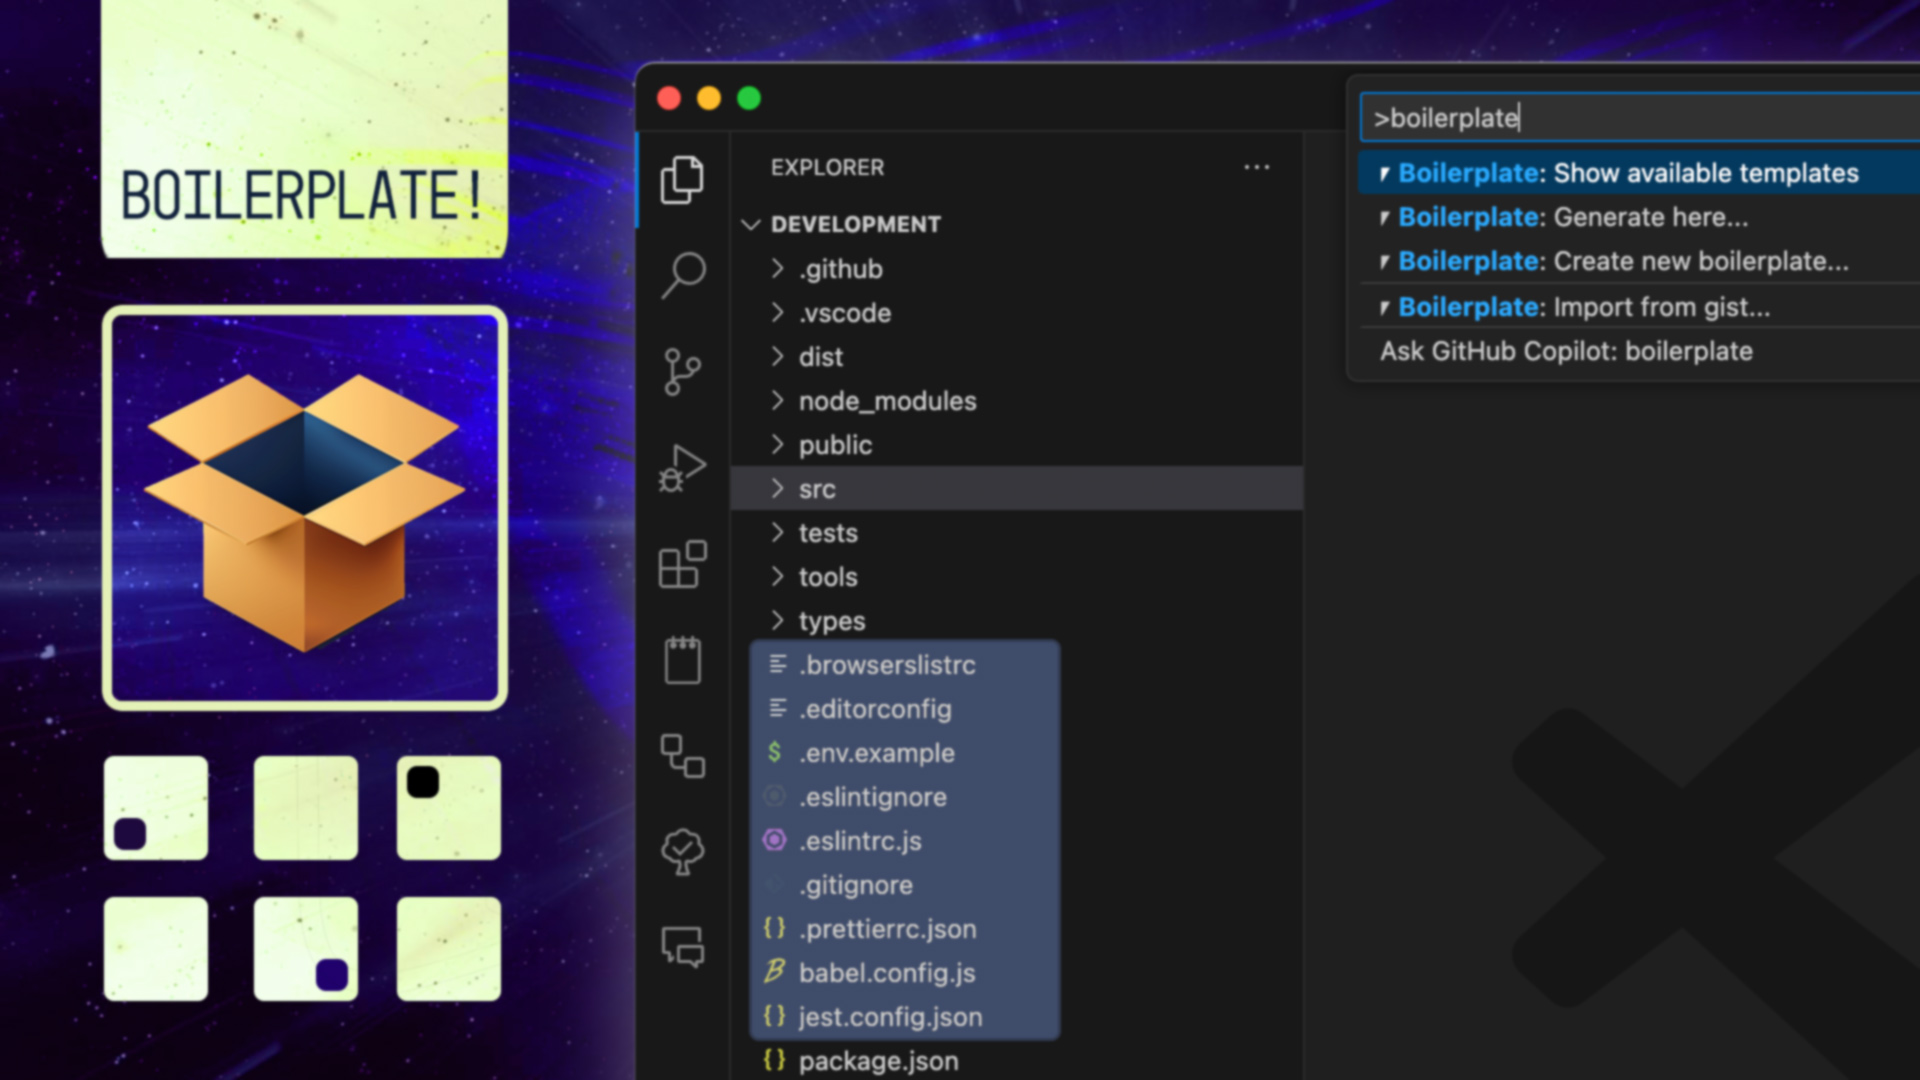 BOILERPLATE!
EXPLORER
DEVELOPMENT
.github
.vscode
dist
node_modules
public
src
tests
tools
types
.browserslistrc
.editorconfig
.env.example
.eslintignore
.eslintrc.js
.gitignore
.prettierrc.json
babel.config.js
jest.config.json
package.json
>boilerplate
Boilerplate: Show available templates
Boilerplate: Generate here...
Boilerplate: Create new boilerplate...
Boilerplate: Import from gist...
Ask GitHub Copilot: boilerplate